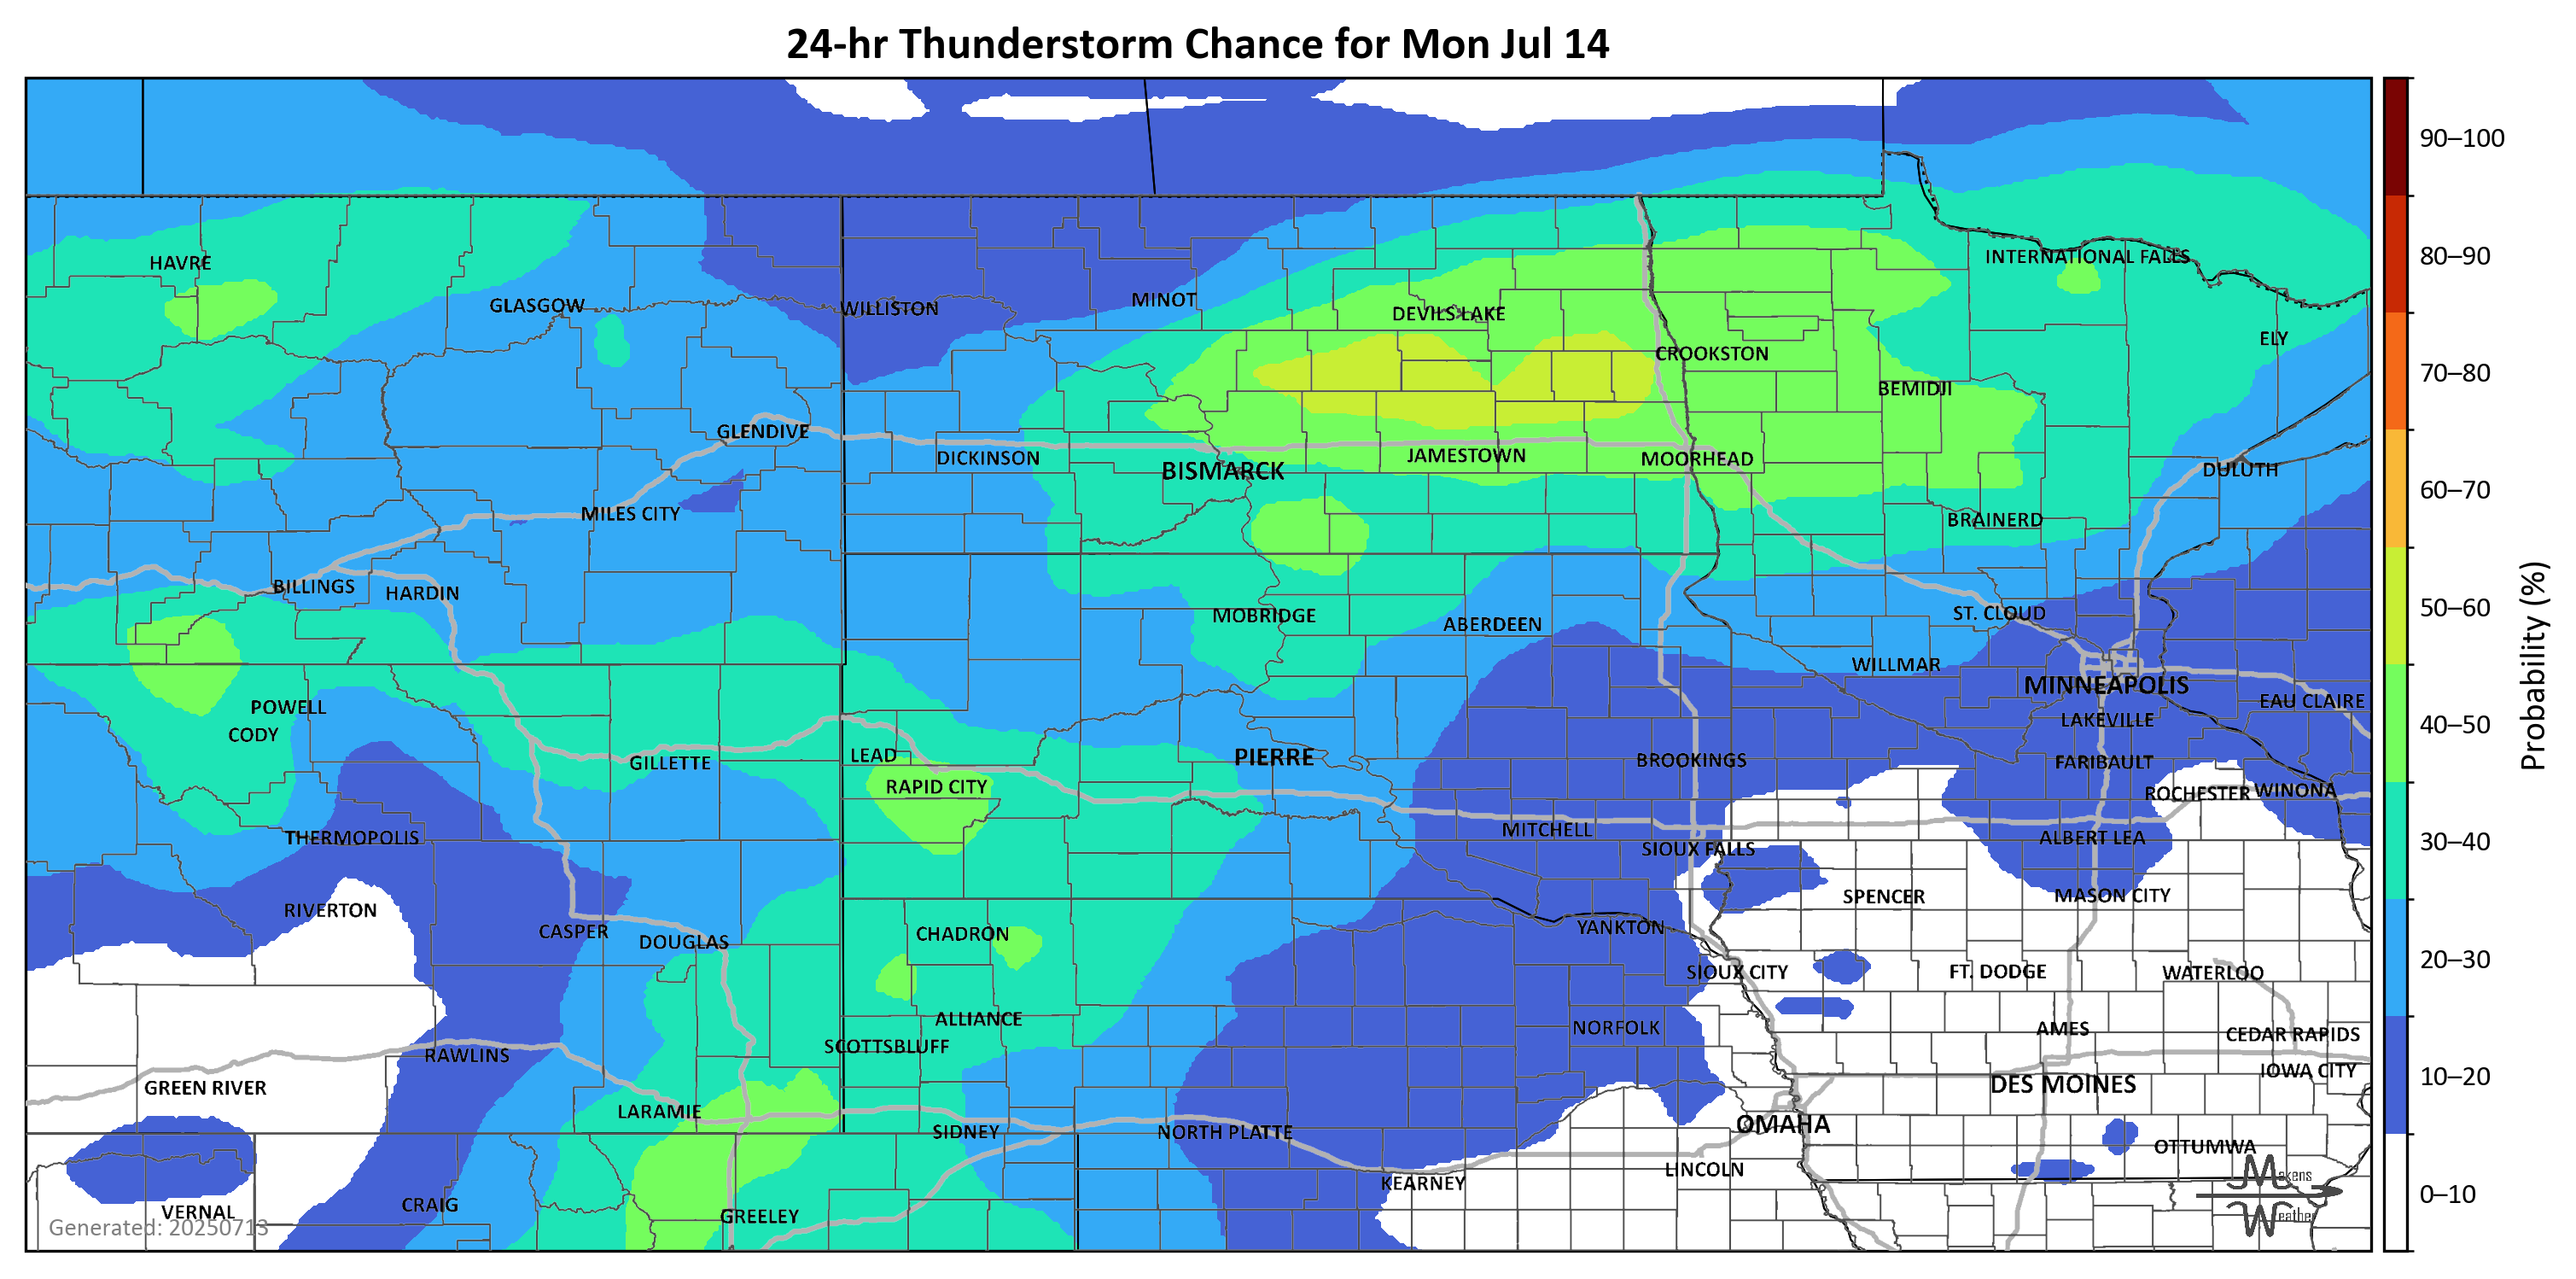 24-hr Thunderstorm Chance for Mon Jul 14
90–100
80–90
70–80
60–70
50–60
40–50
30–40
20–30
10–20
0–10
Probability (%)
HAVRE
INTERNATIONAL FALLS
GLASGOW
WILLISTON
MINOT
DEVILS LAKE
ELY
CROOKSTON
BEMIDJI
GLENDIVE
DICKINSON
BISMARCK
JAMESTOWN
MOORHEAD
DULUTH
MILES CITY
BRAINERD
BILLINGS
HARDIN
MOBRIDGE
ABERDEEN
ST. CLOUD
WILLMAR
MINNEAPOLIS
POWELL
EAU CLAIRE
CODY
LAKEVILLE
GILLETTE
LEAD
PIERRE
BROOKINGS
FARIBAULT
RAPID CITY
ROCHESTER
WINONA
THERMOPOLIS
MITCHELL
ALBERT LEA
SIOUX FALLS
RIVERTON
SPENCER
MASON CITY
CASPER
DOUGLAS
CHADRON
YANKTON
SIOUX CITY
FT. DODGE
WATERLOO
ALLIANCE
NORFOLK
AMES
CEDAR RAPIDS
RAWLINS
SCOTTSBLUFF
GREEN RIVER
DES MOINES
IOWA CITY
LARAMIE
SIDNEY
NORTH PLATTE
OMAHA
OTTUMWA
LINCOLN
KEARNEY
CRAIG
VERNAL
GREELEY
Generated: 20250713
Makens
Weather